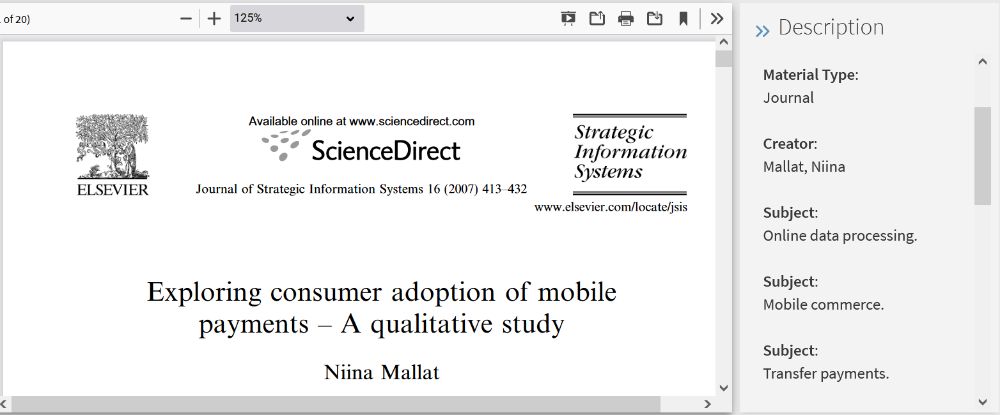 of 20)
125%
Available online at www.sciencedirect.com
ScienceDirect
ELSEVIER
Journal of Strategic Information Systems 16 (2007) 413–432
Strategic
Information
Systems
www.elsevier.com/locate/jsis
Exploring consumer adoption of mobile
payments – A qualitative study
Niina Mallat
Description
Material Type:
Journal
Creator:
Mallat, Niina
Subject:
Online data processing.
Subject:
Mobile commerce.
Subject:
Transfer payments.